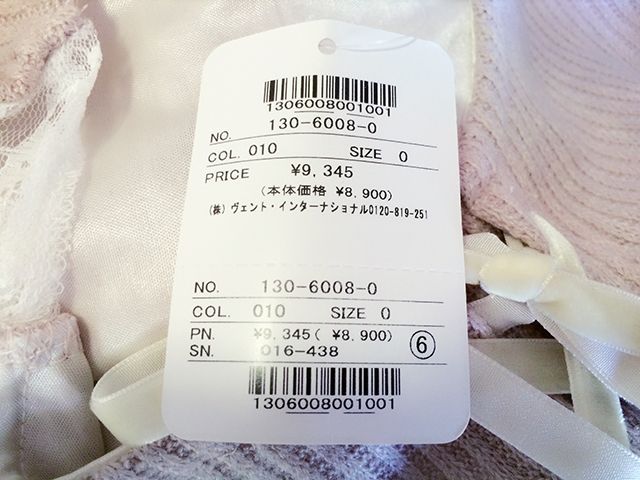 1306008001001
NO. 130-6008-0
COL. 010 SIZE 0
PRICE ¥9,345
(本体価格 ¥8,900)
(株) ヴェント・インターナショナル0120-819-251
NO. 130-6008-0
COL. 010 SIZE 0
PN. ¥9,345( ¥8,900)
SN. 016-438 ⑥
1306008001001